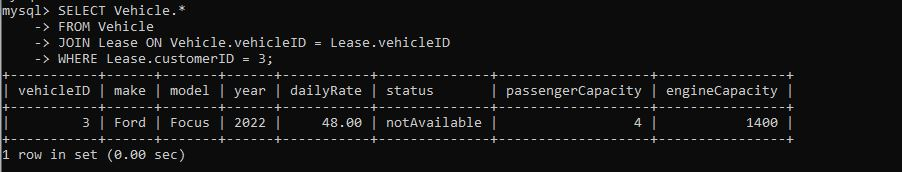 mysql> SELECT Vehicle.*
    -> FROM Vehicle
    -> JOIN Lease ON Vehicle.vehicleID = Lease.vehicleID
    -> WHERE Lease.customerID = 3;
+-----------+------+-------+------+-----------+--------------+-------------------+----------------+
| vehicleID | make | model | year | dailyRate | status       | passengerCapacity | engineCapacity |
+-----------+------+-------+------+-----------+--------------+-------------------+----------------+
|         3 | Ford | Focus | 2022 |     48.00 | notAvailable |                 4 |           1400 |
+-----------+------+-------+------+-----------+--------------+-------------------+----------------+
1 row in set (0.00 sec)